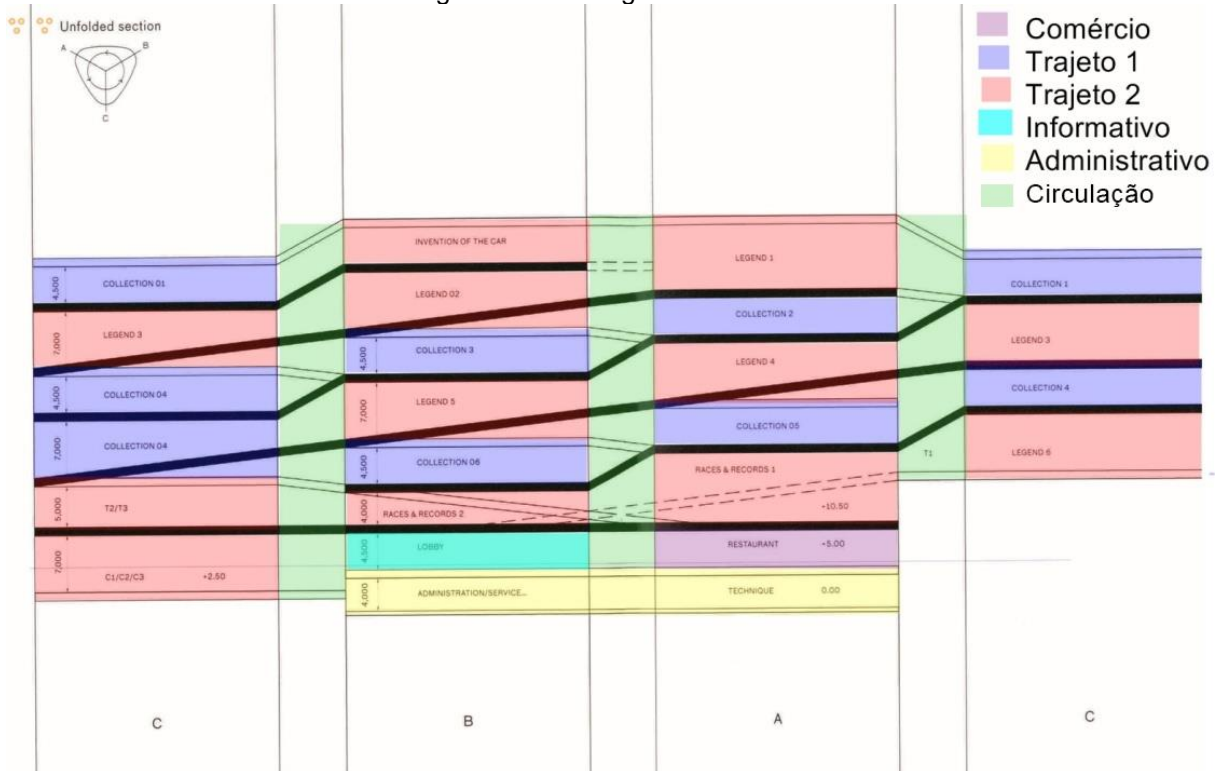 Unfolded section
A
B
C
Comércio
Trajeto 1
Trajeto 2
Informativo
Administrativo
Circulação
COLLECTION 01
4,500
LEGEND 3
7,000
COLLECTION 04
4,500
COLLECTION 04
7,000
T2/T3
5,000
C1/C2/C3
+2.50
7,000
INVENTION OF THE CAR
LEGEND 02
COLLECTION 3
4,500
LEGEND 5
7,000
COLLECTION 06
4,500
RACES & RECORDS 2
4,000
LOBBY
4,500
ADMINISTRATION/SERVICE...
4,000
LEGEND 1
COLLECTION 2
LEGEND 4
COLLECTION 05
RACES & RECORDS 1
+10.50
RESTAURANT
+5.00
TECHNIQUE
0.00
T1
COLLECTION 1
LEGEND 3
COLLECTION 4
LEGEND 6
C
B
A
C